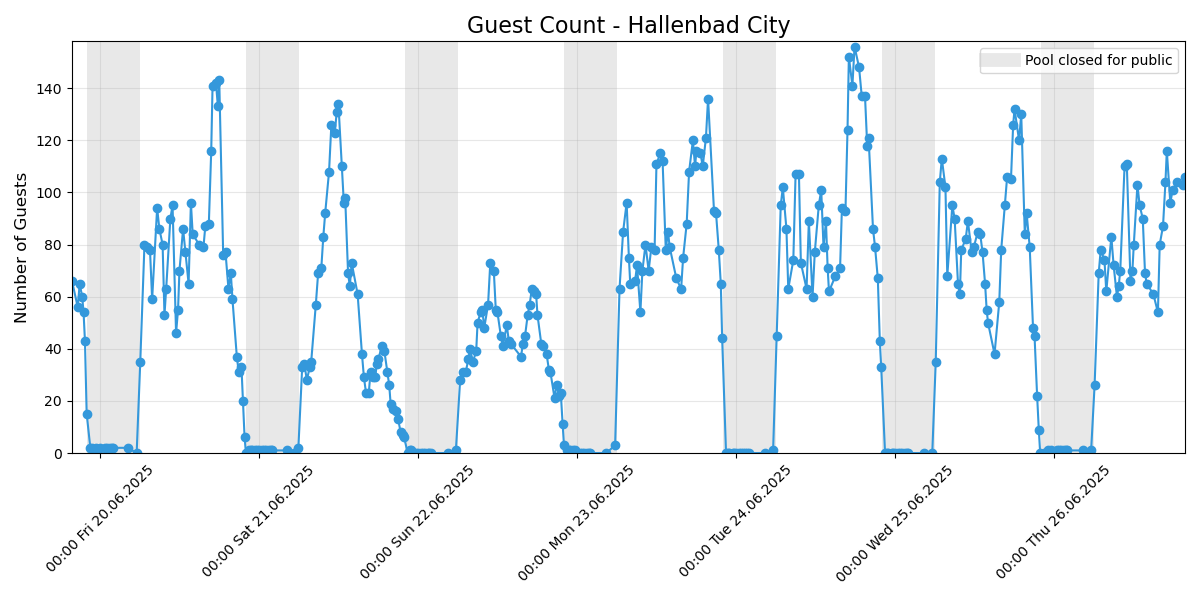 Guest Count - Hallenbad City
Pool closed for public
Number of Guests
140
120
100
80
60
40
20
0
00:00 Fri 20.06.2025
00:00 Sat 21.06.2025
00:00 Sun 22.06.2025
00:00 Mon 23.06.2025
00:00 Tue 24.06.2025
00:00 Wed 25.06.2025
00:00 Thu 26.06.2025